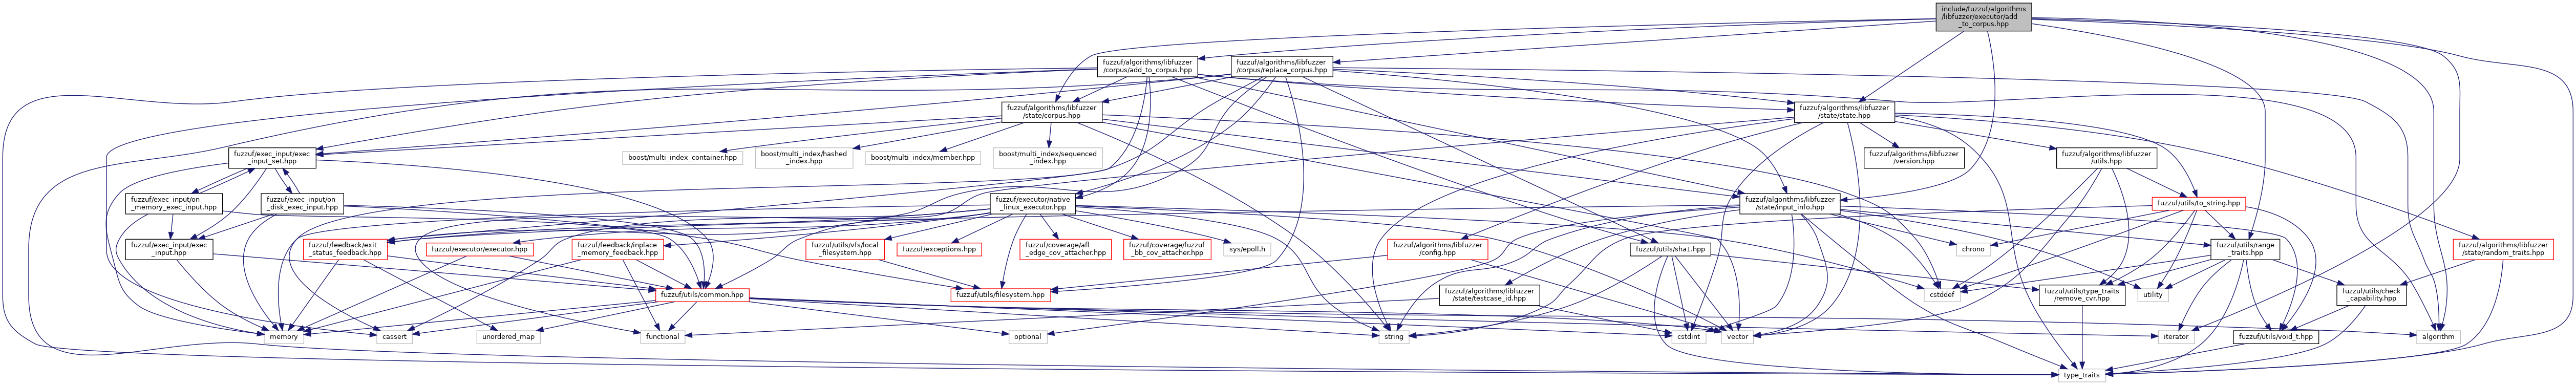 include/fuzzuf/algorithms
/libfuzzer/executor/add
_to_corpus.hpp
fuzzuf/algorithms/libfuzzer
/corpus/add_to_corpus.hpp
fuzzuf/algorithms/libfuzzer
/corpus/replace_corpus.hpp
fuzzuf/algorithms/libfuzzer
/state/corpus.hpp
fuzzuf/algorithms/libfuzzer
/state/state.hpp
fuzzuf/exec_input/exec
_input_set.hpp
boost/multi_index_container.hpp
boost/multi_index/hashed
_index.hpp
boost/multi_index/member.hpp
boost/multi_index/sequenced
_index.hpp
fuzzuf/algorithms/libfuzzer
/version.hpp
fuzzuf/algorithms/libfuzzer
/utils.hpp
fuzzuf/exec_input/on
_memory_exec_input.hpp
fuzzuf/exec_input/on
_disk_exec_input.hpp
fuzzuf/executor/native
_linux_executor.hpp
fuzzuf/algorithms/libfuzzer
/state/input_info.hpp
fuzzuf/utils/to_string.hpp
fuzzuf/exec_input/exec
_input.hpp
fuzzuf/feedback/exit
_status_feedback.hpp
fuzzuf/executor/executor.hpp
fuzzuf/feedback/inplace
_memory_feedback.hpp
fuzzuf/utils/vfs/local
_filesystem.hpp
fuzzuf/exceptions.hpp
fuzzuf/coverage/afl
_edge_cov_attacher.hpp
fuzzuf/coverage/fuzzuf
_bb_cov_attacher.hpp
sys/epoll.h
fuzzuf/algorithms/libfuzzer
/config.hpp
fuzzuf/utils/sha1.hpp
chrono
fuzzuf/utils/range
_traits.hpp
fuzzuf/algorithms/libfuzzer
/state/random_traits.hpp
fuzzuf/utils/common.hpp
fuzzuf/utils/filesystem.hpp
fuzzuf/algorithms/libfuzzer
/state/testcase_id.hpp
cstddef
fuzzuf/utils/type_traits
/remove_cvr.hpp
utility
fuzzuf/utils/check
_capability.hpp
memory
cassert
unordered_map
functional
optional
string
cstdint
vector
iterator
fuzzuf/utils/void_t.hpp
algorithm
type_traits